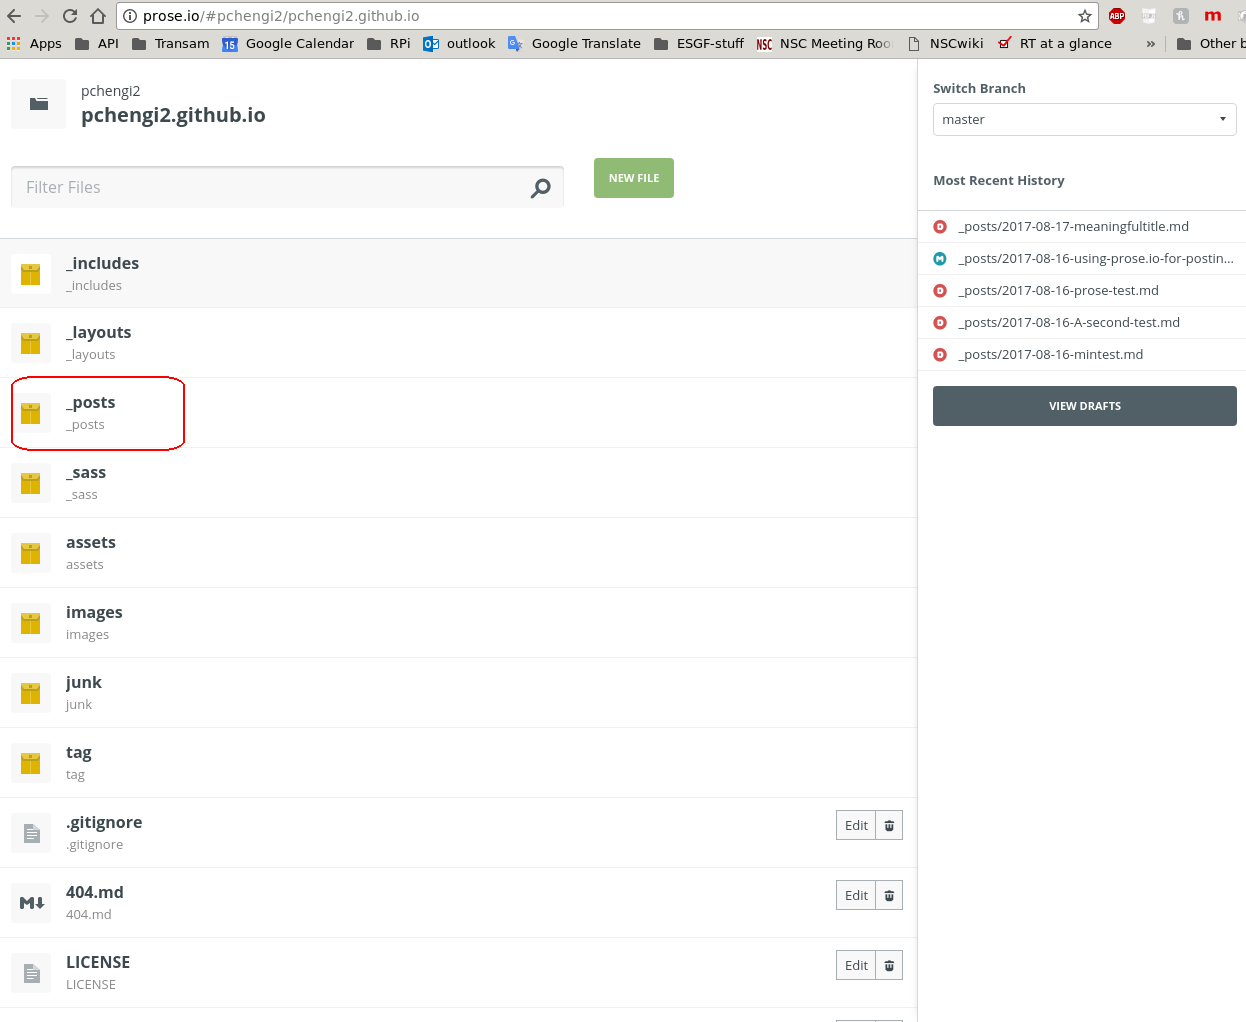 prose.io/#pchengi2/pchengi2.github.io
ABP
m
Apps API Transam 15 Google Calendar RPi outlook Google Translate ESGF-stuff NSC NSC Meeting Roo NSCwiki RT at a glance » Other b
pchengi2
pchengi2.github.io
Filter Files
NEW FILE
_includes
_includes
_layouts
_layouts
_posts
_posts
_sass
_sass
assets
assets
images
images
junk
junk
tag
tag
.gitignore
.gitignore
Edit
404.md
404.md
Edit
LICENSE
LICENSE
Edit
Switch Branch
master
Most Recent History
_posts/2017-08-17-meaningfultitle.md
_posts/2017-08-16-using-prose.io-for-postin...
_posts/2017-08-16-prose-test.md
_posts/2017-08-16-A-second-test.md
_posts/2017-08-16-mintest.md
VIEW DRAFTS